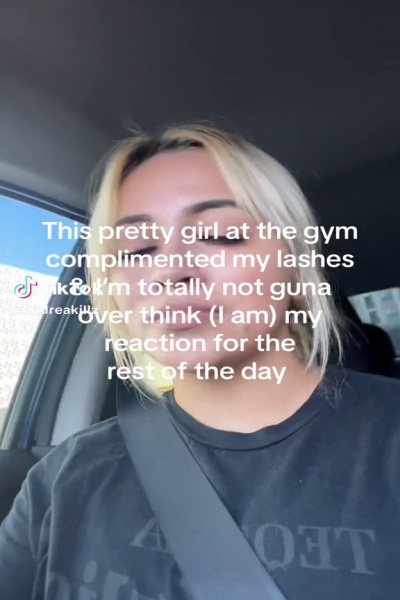 This pretty girl at the gym
complimented my lashes
& I'm totally not guna
over think (I am) my
reaction for the
rest of the day
TEQU